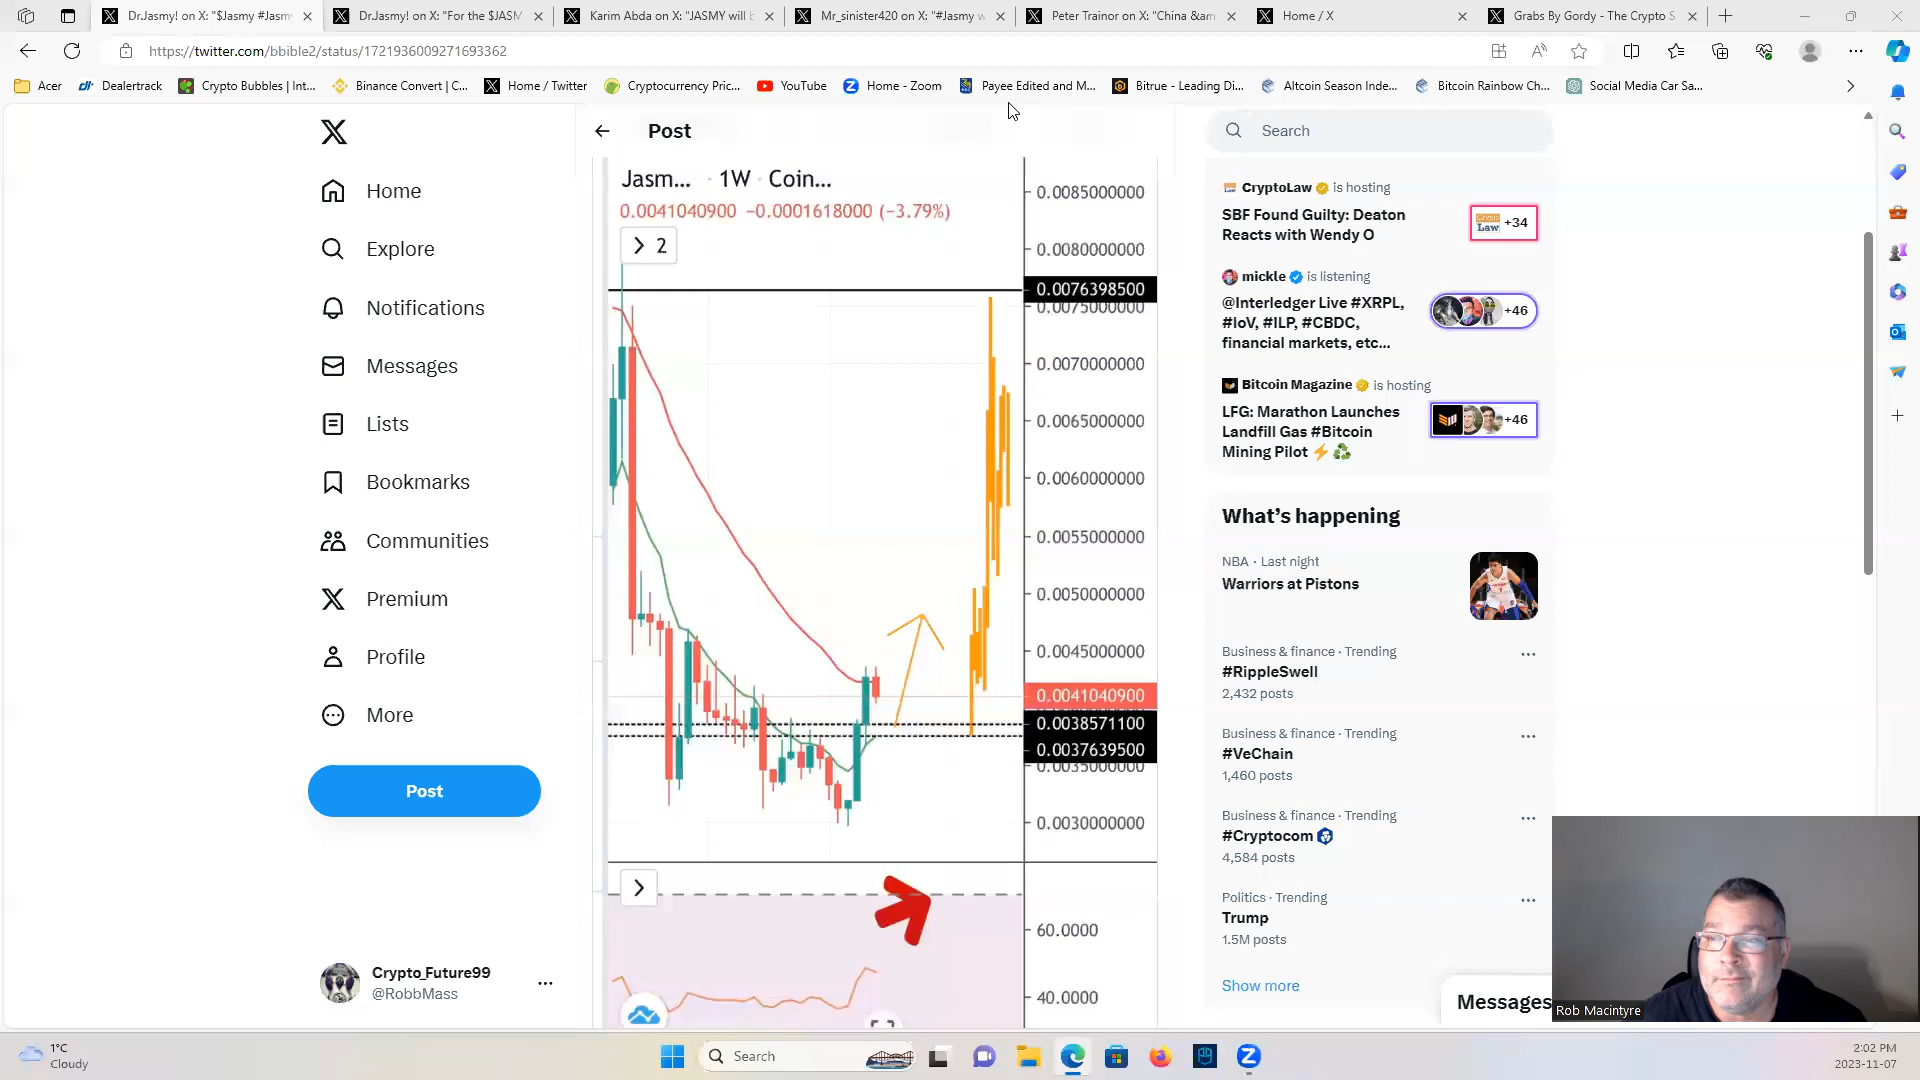 DrJasmy! on X: "$Jasmy #Jasm
DrJasmy! on X: "For the $JASM
Karim Abda on X: "JASMY will b
Mr_sinister420 on X: "#Jasmy w
Peter Trainor on X: "China &am
Home / X
Grabs By Gordy - The Crypto S
https://twitter.com/bbible2/status/1721936009271693362
Acer
Dealertrack
Crypto Bubbles | Int...
Binance Convert | C...
Home / Twitter
Cryptocurrency Pric...
YouTube
Home - Zoom
Payee Edited and M...
Bitrue - Leading Di...
Altcoin Season Inde...
Bitcoin Rainbow Ch...
Social Media Car Sa...
Home
Explore
Notifications
Messages
Lists
Bookmarks
Communities
Premium
Profile
More
Post
Crypto_Future99
@RobbMass
Post
Jasm... · 1W · Coin...
0.0041040900 −0.0001618000 (−3.79%)
2
0.0085000000
0.0080000000
0.0076398500
0.0075000000
0.0070000000
0.0065000000
0.0060000000
0.0055000000
0.0050000000
0.0045000000
0.0041040900
0.0038571100
0.0037639500
0.0035000000
0.0030000000
60.0000
40.0000
Search
CryptoLaw is hosting
SBF Found Guilty: Deaton
Reacts with Wendy O
Law +34
mickle is listening
@Interledger Live #XRPL,
#IoV, #ILP, #CBDC,
financial markets, etc...
+46
Bitcoin Magazine is hosting
LFG: Marathon Launches
Landfill Gas #Bitcoin
Mining Pilot ⚡♻
+46
What's happening
NBA · Last night
Warriors at Pistons
Business & finance · Trending
#RippleSwell
2,432 posts
Business & finance · Trending
#VeChain
1,460 posts
Business & finance · Trending
#Cryptocom
4,584 posts
Politics · Trending
Trump
1.5M posts
Show more
Messages
Rob Macintyre
1°C
Cloudy
Search
2:02 PM
2023-11-07